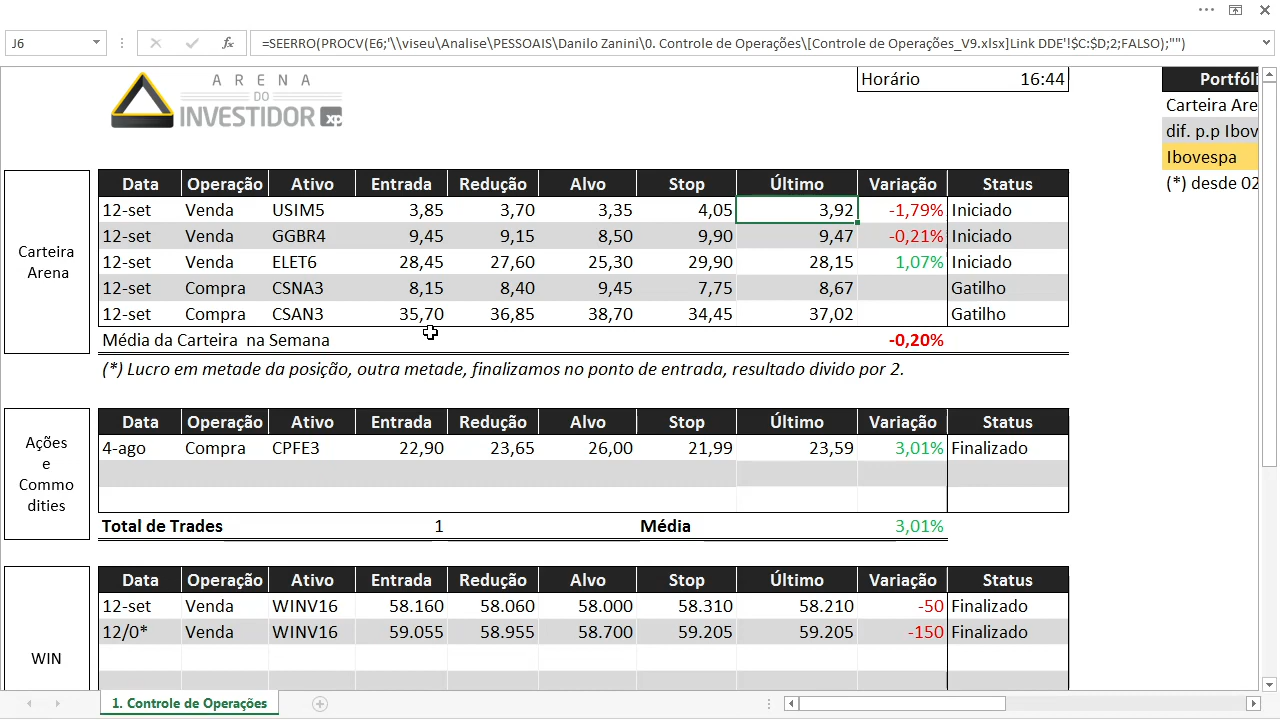 J6 fx =SEERRO(PROCV(E6;'\\viseu\Analise\PESSOAIS\Danilo Zanini\0. Controle de Operações\[Controle de Operações_V9.xlsx]Link DDE'!$C:$D;2;FALSO);"")
ARENA
DO
INVESTIDOR xp
Horário 16:44
Portfóli
Carteira Are
dif. p.p Ibov
Ibovespa
(*) desde 02
Carteira
Arena
Data Operação Ativo Entrada Redução Alvo Stop Último Variação Status
12-set Venda USIM5 3,85 3,70 3,35 4,05 3,92 -1,79% Iniciado
12-set Venda GGBR4 9,45 9,15 8,50 9,90 9,47 -0,21% Iniciado
12-set Venda ELET6 28,45 27,60 25,30 29,90 28,15 1,07% Iniciado
12-set Compra CSNA3 8,15 8,40 9,45 7,75 8,67 Gatilho
12-set Compra CSAN3 35,70 36,85 38,70 34,45 37,02 Gatilho
Média da Carteira na Semana -0,20%
(*) Lucro em metade da posição, outra metade, finalizamos no ponto de entrada, resultado divido por 2.
Ações
e
Commo
dities
Data Operação Ativo Entrada Redução Alvo Stop Último Variação Status
4-ago Compra CPFE3 22,90 23,65 26,00 21,99 23,59 3,01% Finalizado
Total de Trades 1 Média 3,01%
WIN
Data Operação Ativo Entrada Redução Alvo Stop Último Variação Status
12-set Venda WINV16 58.160 58.060 58.000 58.310 58.210 -50 Finalizado
12/0* Venda WINV16 59.055 58.955 58.700 59.205 59.205 -150 Finalizado
1. Controle de Operações